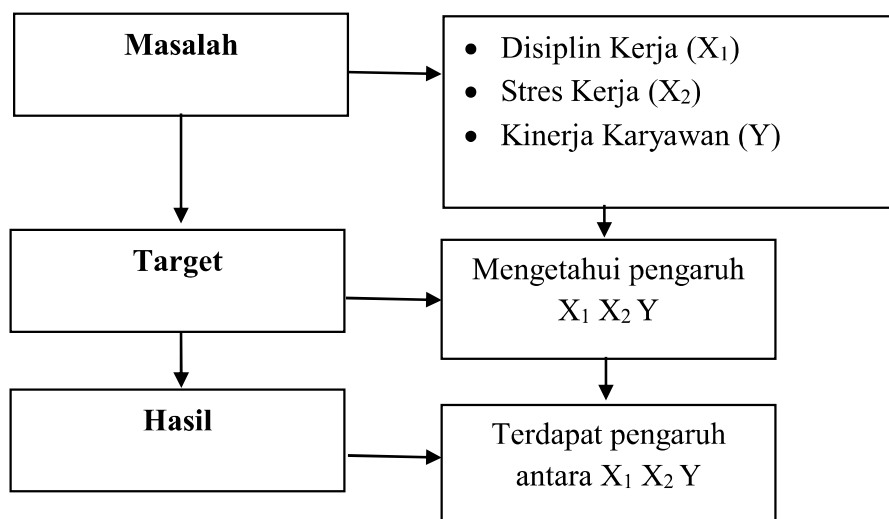 Masalah
• Disiplin Kerja (X₁)
• Stres Kerja (X₂)
• Kinerja Karyawan (Y)
Target
Mengetahui pengaruh
X₁ X₂ Y
Hasil
Terdapat pengaruh
antara X₁ X₂ Y